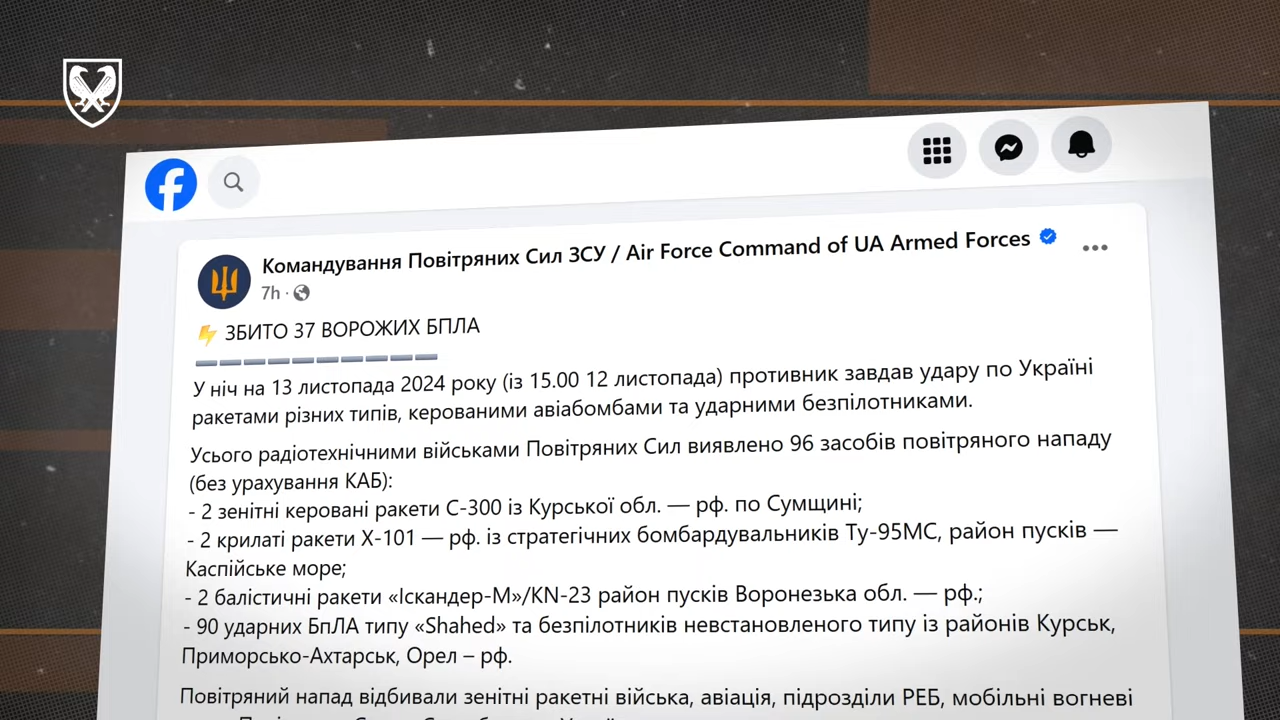 Командування Повітряних Сил ЗСУ / Air Force Command of UA Armed Forces
7h ·
ЗБИТО 37 ВОРОЖИХ БПЛА
У ніч на 13 листопада 2024 року (із 15.00 12 листопада) противник завдав удару по Україні
ракетами різних типів, керованими авіабомбами та ударними безпілотниками.
Усього радіотехнічними військами Повітряних Сил виявлено 96 засобів повітряного нападу
(без урахування КАБ):
- 2 зенітні керовані ракети С-300 із Курської обл. — рф. по Сумщині;
- 2 крилаті ракети Х-101 — рф. із стратегічних бомбардувальників Ту-95МС, район пусків —
Каспійське море;
- 2 балістичні ракети «Іскандер-М»/KN-23 район пусків Воронезька обл. — рф.;
- 90 ударних БпЛА типу «Shahed» та безпілотників невстановленого типу із районів Курськ,
Приморсько-Ахтарськ, Орел – рф.
Повітряний напад відбивали зенітні ракетні війська, авіація, підрозділи РЕБ, мобільні вогневі